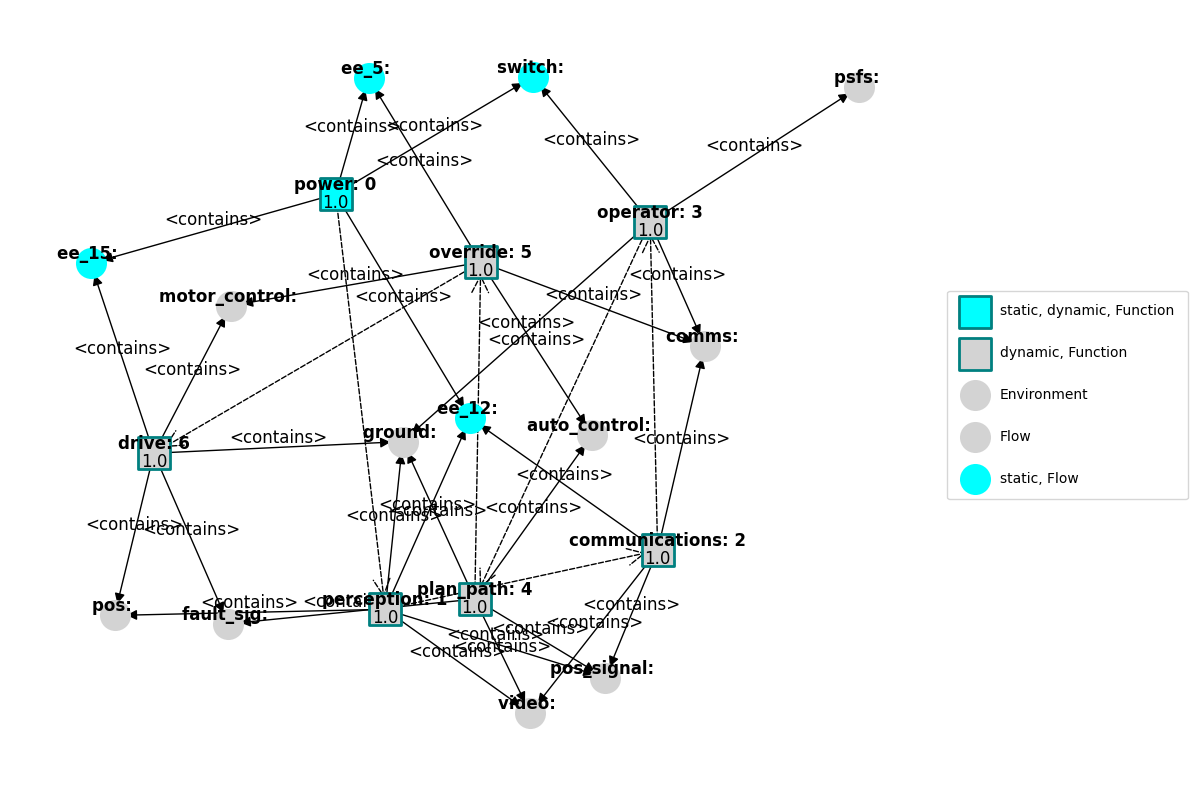 ee_5:
switch:
psfs:
<contains>
<contains>
<contains>
<contains>
<contains>
power: 0
1.0
operator: 3
1.0
<contains>
ee_15:
override: 5
1.0
<contains>
<contains>
motor_control:
<contains>
<contains>
<contains>
<contains>
comms:
<contains>
<contains>
ee_12:
auto_control:
ground:
<contains>
<contains>
drive: 6
1.0
<contains>
<contains>
<contains>
<contains>
<contains>
<contains>
<contains>
communications: 2
1.0
plan_path: 4
1.0
perception: 1
1.0
<contains>
<contains>
<contains>
pos:
fault_sig:
<contains>
<contains>
<contains>
<contains>
<contains>
pos_signal:
video:
static, dynamic, Function
dynamic, Function
Environment
Flow
static, Flow